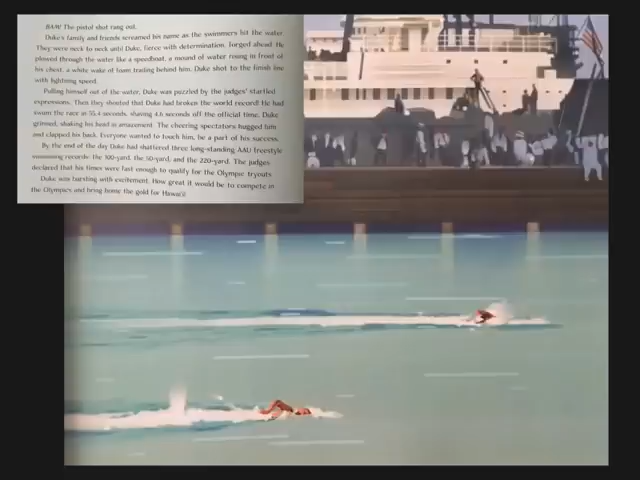 BAM! The pistol shot rang out.
Duke's family and friends screamed his name as the swimmers hit the water.
They were neck to neck until Duke, fierce with determination, forged ahead. He
plowed through the water like a speedboat, a mound of water rising in front of
his chest, a white wake of foam trailing behind him. Duke shot to the finish line
with lightning speed.
Pulling himself out of the water, Duke was puzzled by the judges' startled
expressions. Then they shouted that Duke had broken the world record! He had
swum the race in 55.4 seconds, shaving 4.6 seconds off the official time. Duke
grinned, shaking his head in amazement. The cheering spectators hugged him
and clapped his back. Everyone wanted to touch him, be a part of his success.
By the end of the day Duke had shattered three long-standing AAU freestyle
swimming records: the 100-yard, the 50-yard, and the 220-yard. The judges
declared that his times were fast enough to qualify for the Olympic tryouts.
Duke was bursting with excitement. How great it would be to compete in
the Olympics and bring home the gold for Hawai'i!